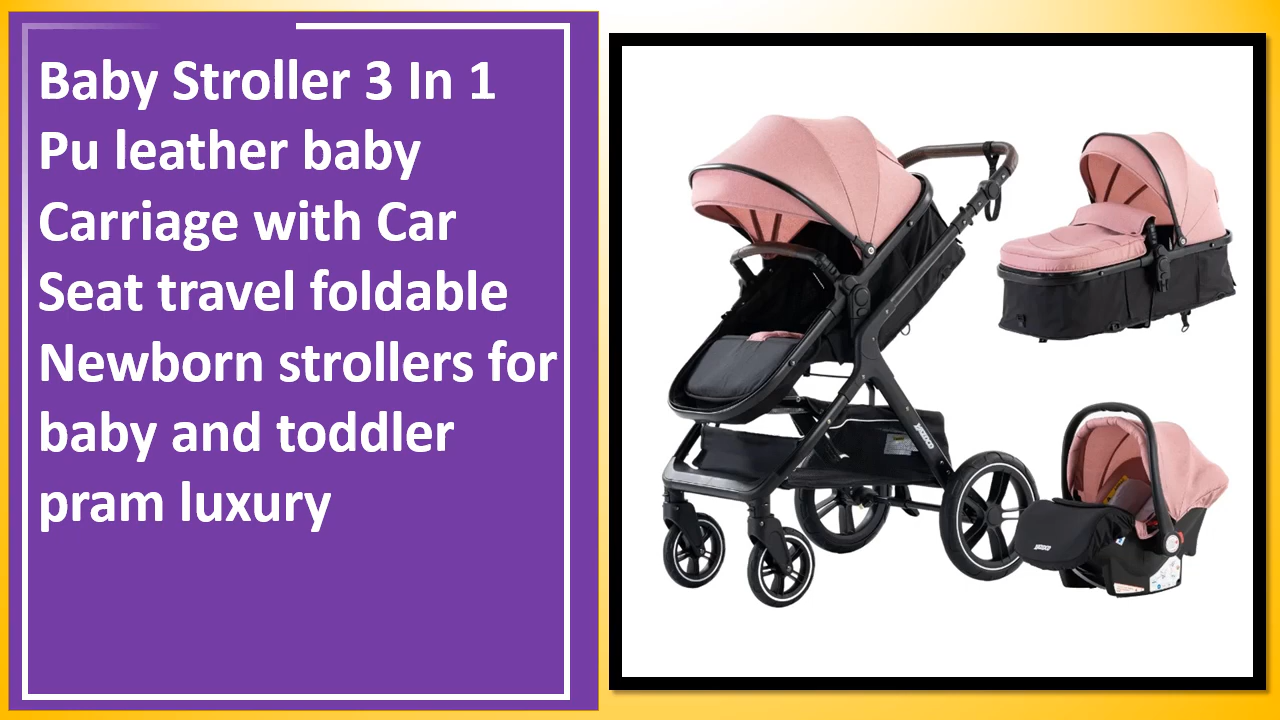 Baby Stroller 3 In 1
Pu leather baby
Carriage with Car
Seat travel foldable
Newborn strollers for
baby and toddler
pram luxury